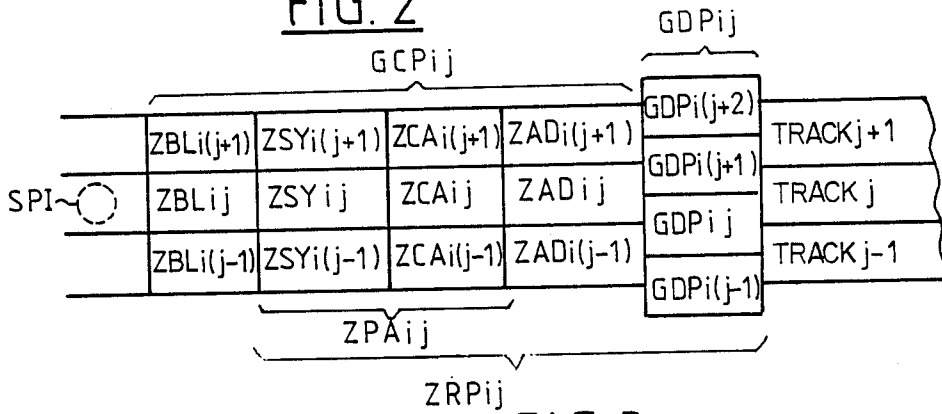 FIG. 2
GDPij
GCPij
GDPi(j+2)
ZBLi(j+1) ZSYi(j+1) ZCAi(j+1) ZADi(j+1) TRACKj+1
GDPi(j+1)
SPI ZBLij ZSYij ZCAij ZADij TRACK j
GDPij
ZBLi(j-1) ZSYi(j-1) ZCAi(j-1) ZADi(j-1) TRACK j-1
GDPi(j-1)
ZPAij
ZRPij